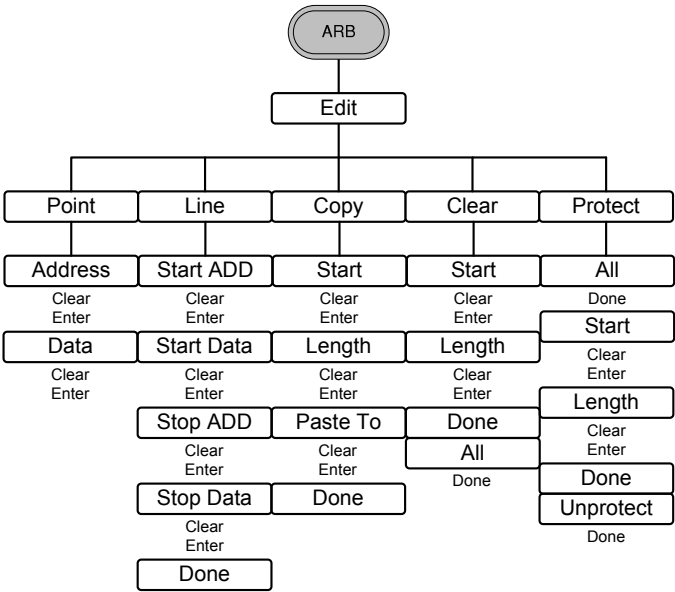 ARB
Edit
Point
Line
Copy
Clear
Protect
Address
Clear
Enter
Data
Clear
Enter
Start ADD
Clear
Enter
Start Data
Clear
Enter
Stop ADD
Clear
Enter
Stop Data
Clear
Enter
Done
Start
Clear
Enter
Length
Clear
Enter
Paste To
Clear
Enter
Done
Start
Clear
Enter
Length
Clear
Enter
Done
All
Done
All
Done
Start
Clear
Enter
Length
Clear
Enter
Done
Unprotect
Done